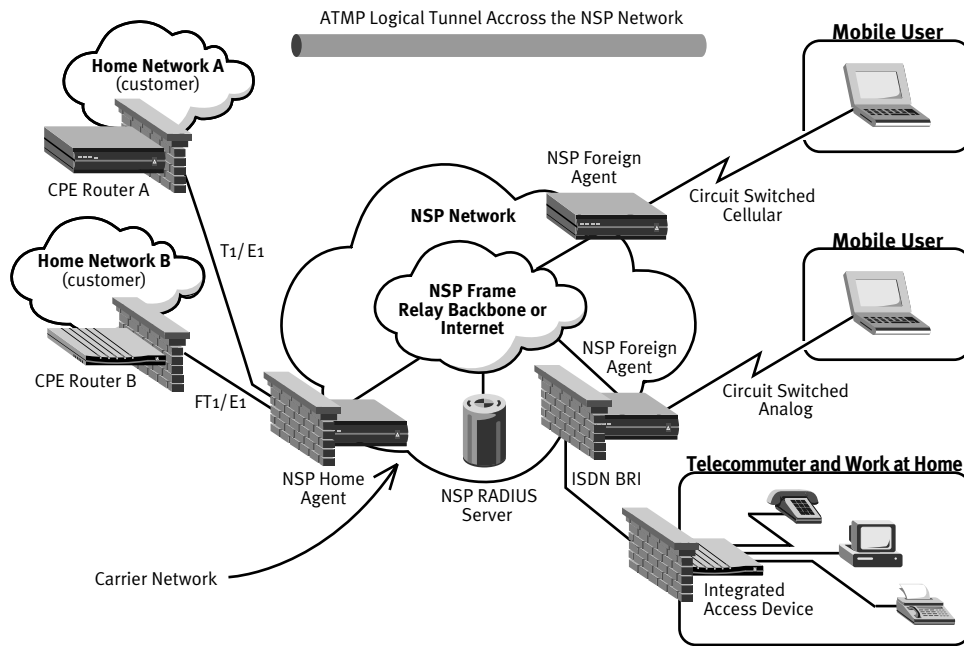 ATMP Logical Tunnel Accross the NSP Network
Home Network A
(customer)
CPE Router A
Home Network B
(customer)
CPE Router B
T1/ E1
FT1/ E1
NSP Network
NSP Frame
Relay Backbone or
Internet
NSP Foreign
Agent
NSP Foreign
Agent
Mobile User
Circuit Switched
Cellular
Mobile User
Circuit Switched
Analog
NSP Home
Agent
NSP RADIUS
Server
ISDN BRI
Carrier Network
Telecommuter and Work at Home
Integrated
Access Device